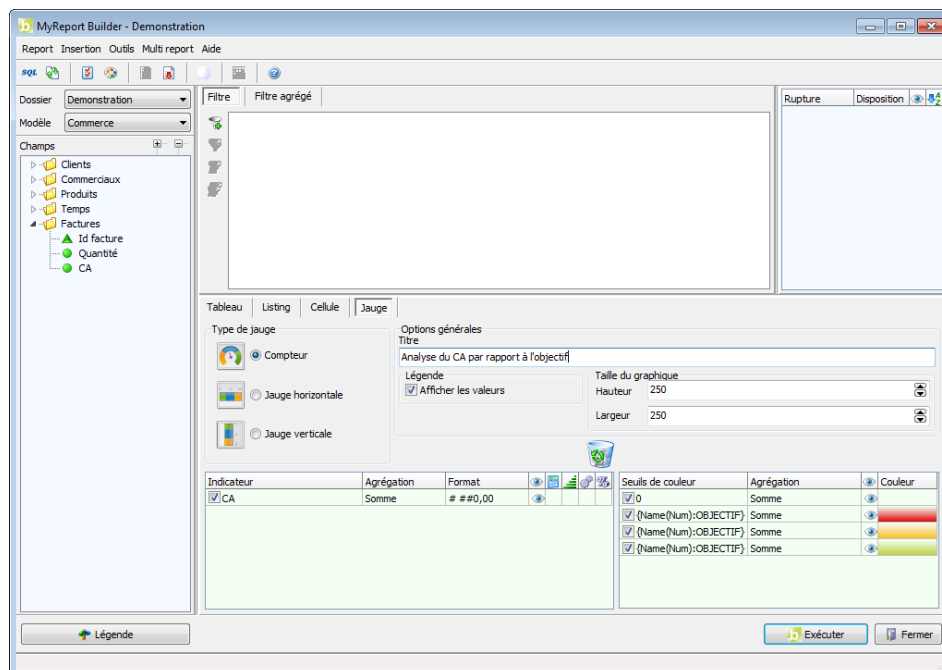 MyReport Builder - Demonstration
Report Insertion Outils Multi report Aide
SQL
Dossier Demonstration
Modèle Commerce
Champs
Clients
Commerciaux
Produits
Temps
Factures
Id facture
Quantité
CA
Filtre Filtre agrégé
Rupture Disposition
Tableau Listing Cellule Jauge
Type de jauge
Compteur
Jauge horizontale
Jauge verticale
Options générales
Titre
Analyse du CA par rapport à l'objectif
Légende
Afficher les valeurs
Taille du graphique
Hauteur 250
Largeur 250
Indicateur Agrégation Format
CA Somme # ##0,00
Seuils de couleur Agrégation Couleur
0 Somme
{Name(Num):OBJECTIF} Somme
{Name(Num):OBJECTIF} Somme
{Name(Num):OBJECTIF} Somme
Légende
Exécuter Fermer